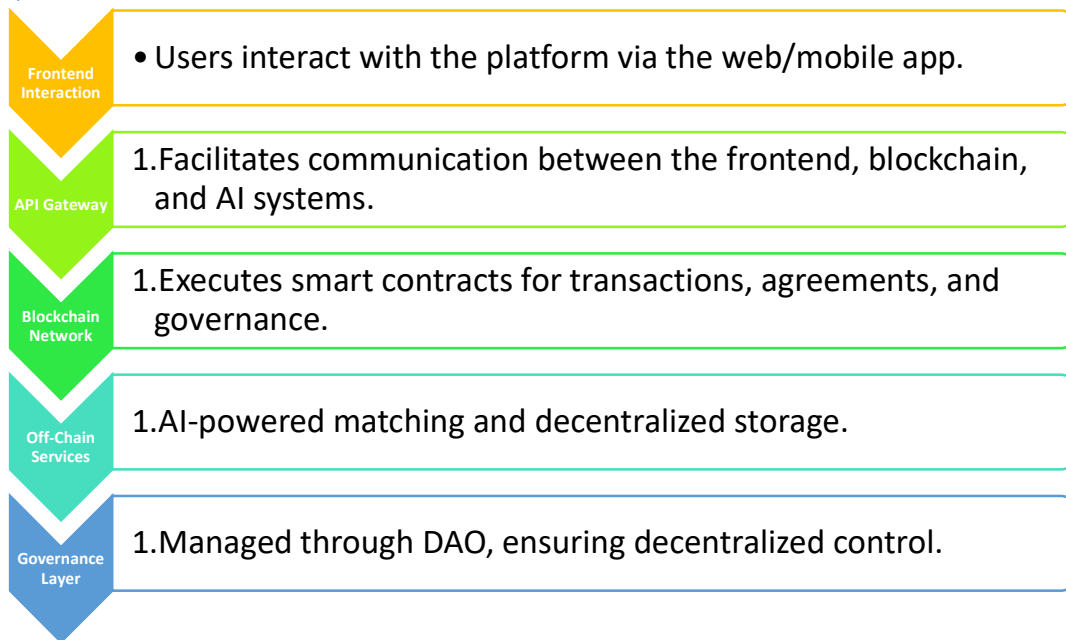 Frontend
Interaction
• Users interact with the platform via the web/mobile app.
API Gateway
1.Facilitates communication between the frontend, blockchain,
and AI systems.
Blockchain
Network
1.Executes smart contracts for transactions, agreements, and
governance.
Off-Chain
Services
1.AI-powered matching and decentralized storage.
Governance
Layer
1.Managed through DAO, ensuring decentralized control.